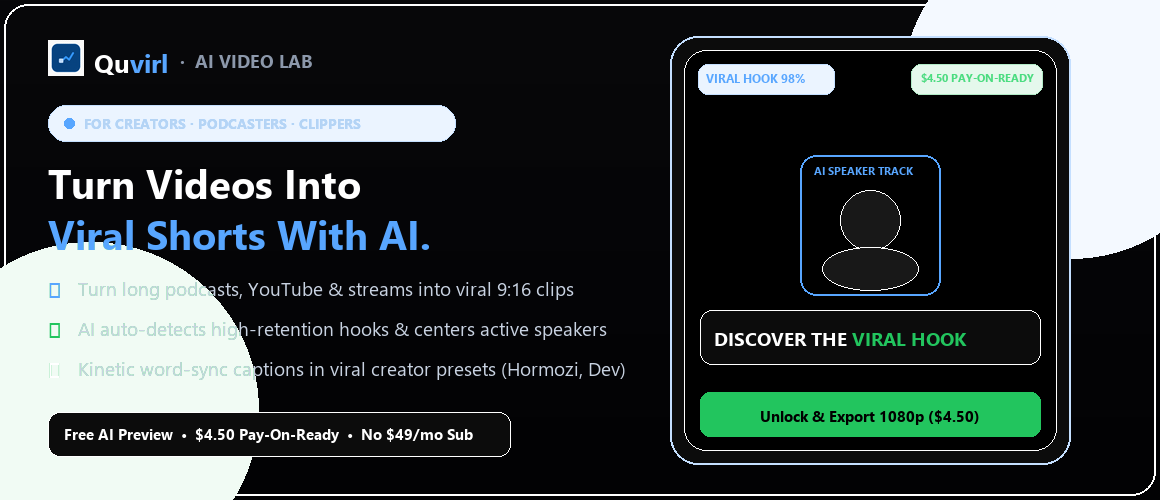 Quvirl · AI VIDEO LAB
FOR CREATORS · PODCASTERS · CLIPPERS
Turn Videos Into
Viral Shorts With AI.
Turn long podcasts, YouTube & streams into viral 9:16 clips
AI auto-detects high-retention hooks & centers active speakers
Kinetic word-sync captions in viral creator presets (Hormozi, Dev)
Free AI Preview • $4.50 Pay-On-Ready • No $49/mo Sub
VIRAL HOOK 98%
$4.50 PAY-ON-READY
AI SPEAKER TRACK
DISCOVER THE VIRAL HOOK
Unlock & Export 1080p ($4.50)